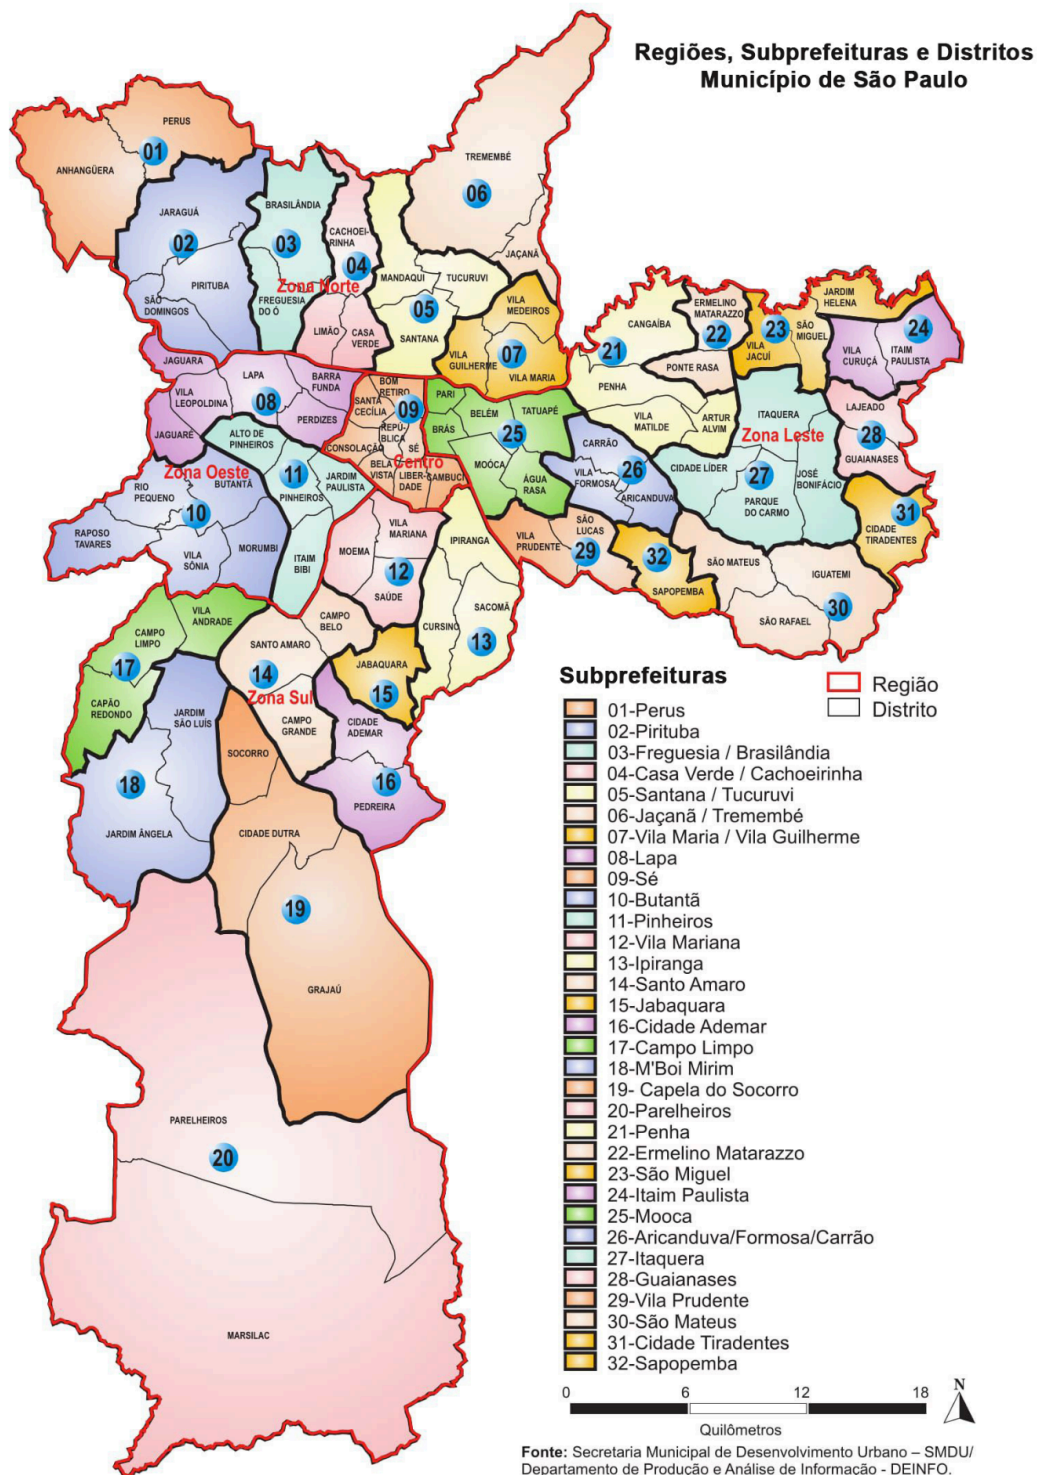 Regiões, Subprefeituras e Distritos
Município de São Paulo
PERUS
01
ANHANGÜERA
TREMEMBÉ
06
JARAGUÁ
02
BRASILÂNDIA
03
CACHOEI-
RINHA
04
JAÇANÃ
PIRITUBA
SÃO
DOMINGOS
Zona Norte
FREGUESIA
DO Ó
MANDAQUI
TUCURUVI
05
SANTANA
LIMÃO
CASA
VERDE
VILA
MEDEIROS
VILA
GUILHERME
07
VILA MARIA
CANGAÍBA
21
ERMELINO
MATARAZZO
22
PONTE RASA
JARDIM
HELENA
23
SÃO
MIGUEL
VILA
JACUÍ
24
VILA
CURUÇÁ
ITAIM
PAULISTA
JAGUARA
VILA
LEOPOLDINA
LAPA
08
BARRA
FUNDA
PERDIZES
JAGUARÉ
BOM
RETIRO
SANTA
CECÍLIA
09
REPÚ-
BLICA
SÉ
CONSOLAÇÃO
BELA
VISTA
Centro
LIBER-
DADE
CAMBUCI
PARI
BELÉM
TATUAPÉ
BRÁS
25
MOÓCA
ÁGUA
RASA
PENHA
VILA
MATILDE
ARTUR
ALVIM
CARRÃO
VILA
FORMOSA
26
ARICANDUVA
ITAQUERA
Zona Leste
CIDADE LÍDER
27
PARQUE
DO CARMO
JOSÉ
BONIFÁCIO
LAJEADO
28
GUAIANASES
31
CIDADE
TIRADENTES
ALTO DE
PINHEIROS
11
PINHEIROS
JARDIM
PAULISTA
ITAIM
BIBI
Zona Oeste
RIO
PEQUENO
BUTANTÃ
10
RAPOSO
TAVARES
VILA
SÔNIA
MORUMBI
VILA
MARIANA
MOEMA
12
SAÚDE
IPIRANGA
SACOMÃ
CURSINO
13
VILA
PRUDENTE
SÃO
LUCAS
29
32
SAPOPEMBA
SÃO MATEUS
IGUATEMI
SÃO RAFAEL
30
VILA
ANDRADE
CAMPO
LIMPO
17
CAPÃO
REDONDO
CAMPO
BELO
SANTO AMARO
14
Zona Sul
CAMPO
GRANDE
JABAQUARA
15
JARDIM
SÃO LUÍS
SOCORRO
CIDADE
ADEMAR
16
PEDREIRA
18
JARDIM ÂNGELA
CIDADE DUTRA
19
GRAJAÚ
PARELHEIROS
20
MARSILAC
Subprefeituras
Região
Distrito
01-Perus
02-Pirituba
03-Freguesia / Brasilândia
04-Casa Verde / Cachoeirinha
05-Santana / Tucuruvi
06-Jaçanã / Tremembé
07-Vila Maria / Vila Guilherme
08-Lapa
09-Sé
10-Butantã
11-Pinheiros
12-Vila Mariana
13-Ipiranga
14-Santo Amaro
15-Jabaquara
16-Cidade Ademar
17-Campo Limpo
18-M'Boi Mirim
19- Capela do Socorro
20-Parelheiros
21-Penha
22-Ermelino Matarazzo
23-São Miguel
24-Itaim Paulista
25-Mooca
26-Aricanduva/Formosa/Carrão
27-Itaquera
28-Guaianases
29-Vila Prudente
30-São Mateus
31-Cidade Tiradentes
32-Sapopemba
0 6 12 18
N
Quilômetros
Fonte: Secretaria Municipal de Desenvolvimento Urbano – SMDU/
Departamento de Produção e Análise de Informação - DEINFO.